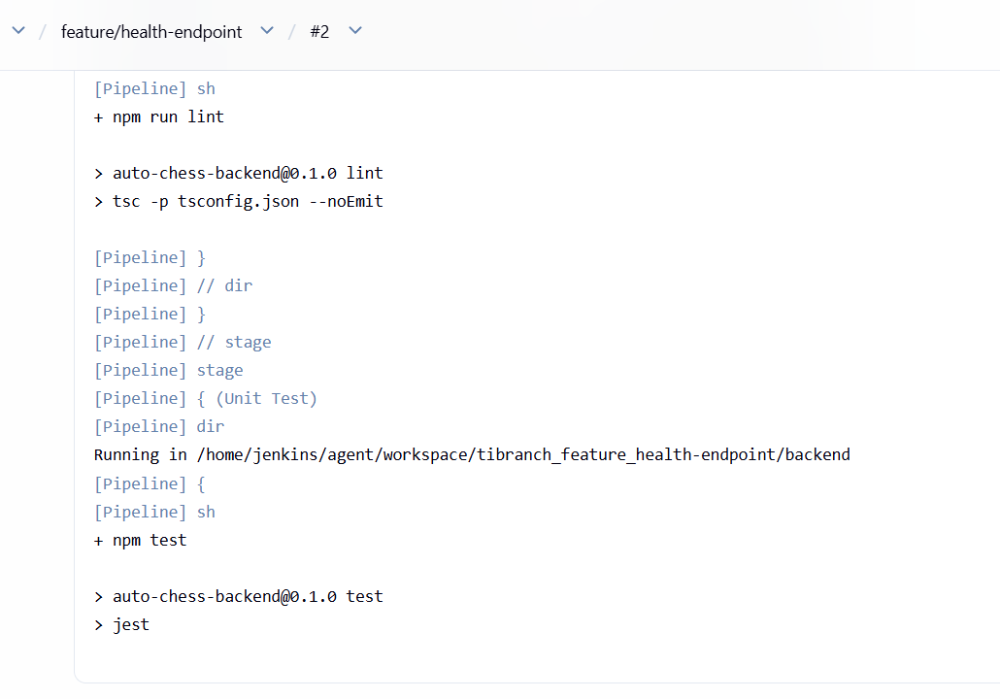 / feature/health-endpoint / #2
[Pipeline] sh
+ npm run lint
> auto-chess-backend@0.1.0 lint
> tsc -p tsconfig.json --noEmit
[Pipeline] }
[Pipeline] // dir
[Pipeline] }
[Pipeline] // stage
[Pipeline] stage
[Pipeline] { (Unit Test)
[Pipeline] dir
Running in /home/jenkins/agent/workspace/tibranch_feature_health-endpoint/backend
[Pipeline] {
[Pipeline] sh
+ npm test
> auto-chess-backend@0.1.0 test
> jest